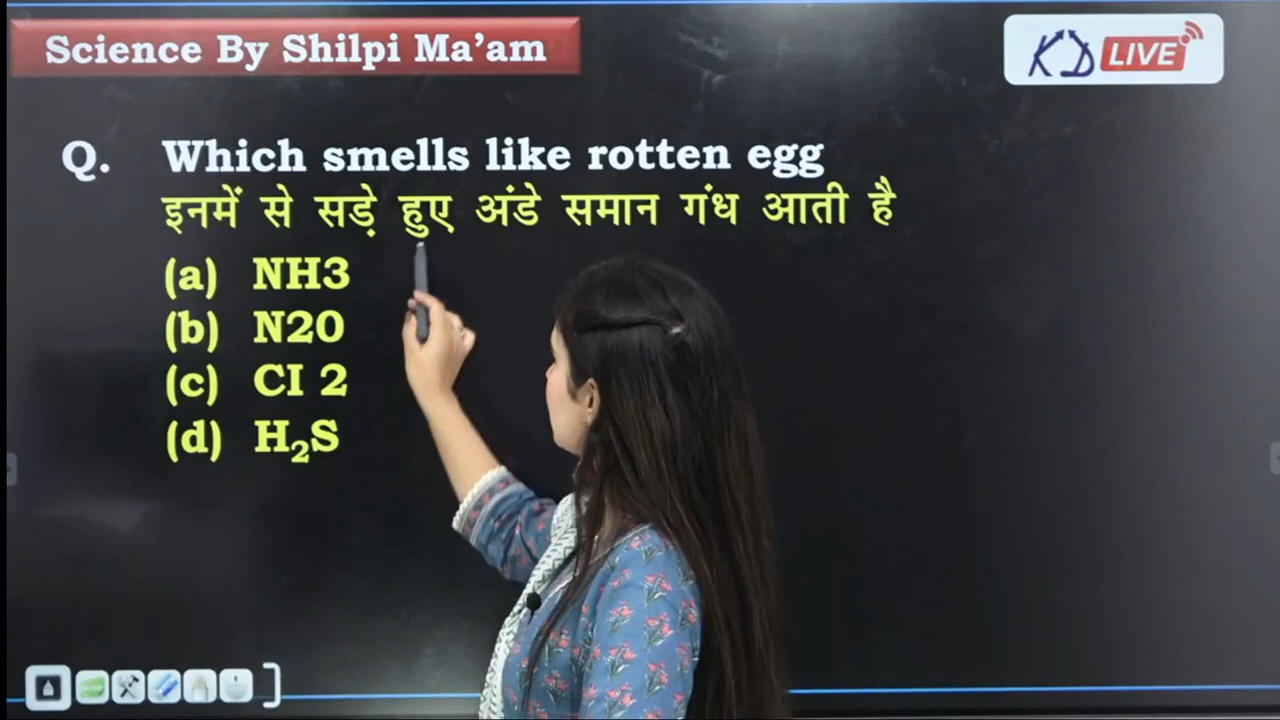 Science By Shilpi Ma'am
KD LIVE
Q. Which smells like rotten egg
इनमें से सड़े हुए अंडे समान गंध आती है
(a) NH3
(b) N20
(c) CI 2
(d) H₂S